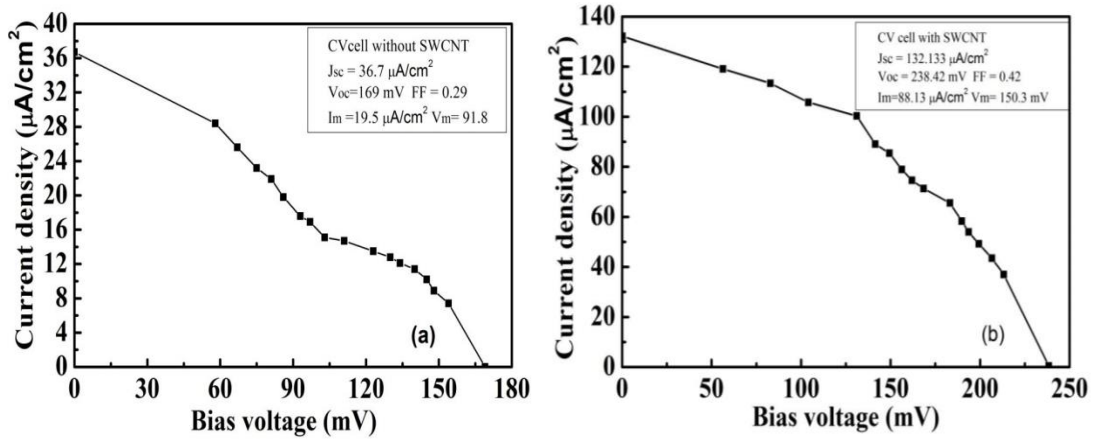 40
36
32
28
24
20
16
12
8
4
0
Current density (µA/cm²)
CVcell without SWCNT
Jsc = 36.7 µA/cm²
Voc=169 mV FF = 0.29
Im =19.5 µA/cm² Vm= 91.8
(a)
0 30 60 90 120 150 180
Bias voltage (mV)
140
120
100
80
60
40
20
0
Current density (µA/cm²)
CV cell with SWCNT
Jsc = 132.133 µA/cm²
Voc = 238.42 mV FF = 0.42
Im=88.13 µA/cm² Vm= 150.3 mV
(b)
0 50 100 150 200 250
Bias voltage (mV)